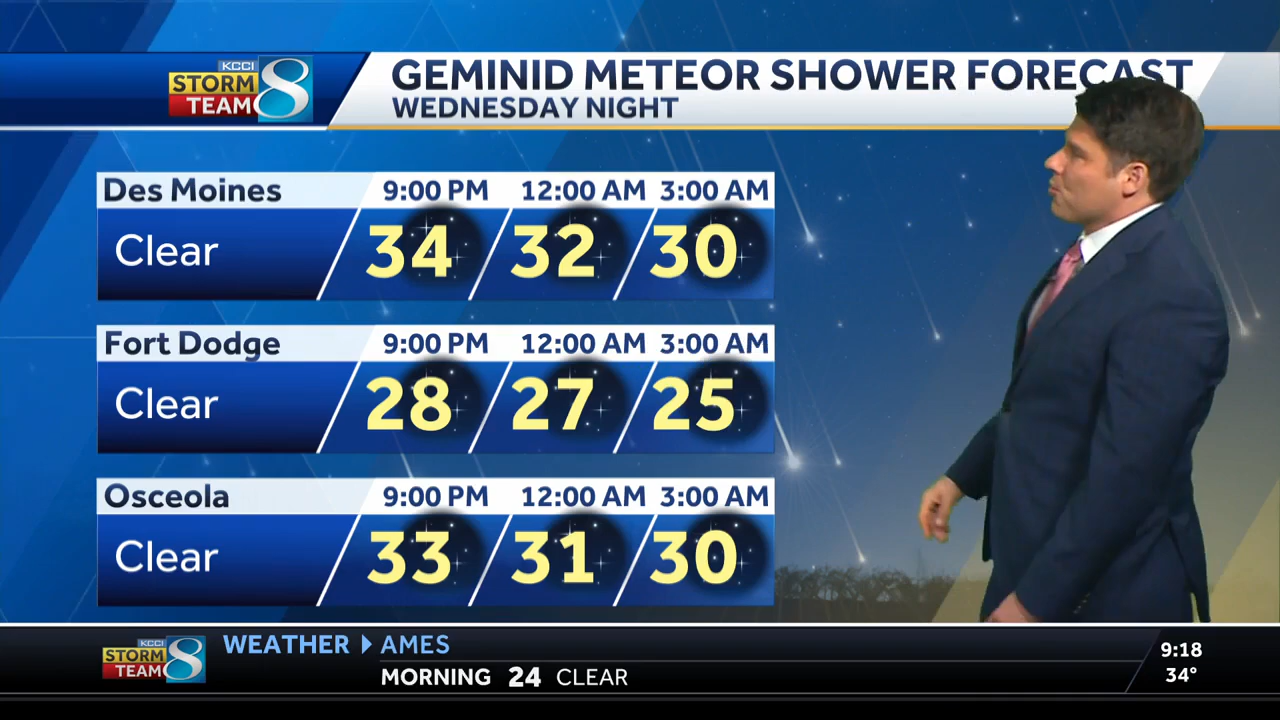 KCCI
STORM
TEAM 8
GEMINID METEOR SHOWER FORECAST
WEDNESDAY NIGHT
Des Moines 9:00 PM 12:00 AM 3:00 AM
Clear 34 32 30
Fort Dodge 9:00 PM 12:00 AM 3:00 AM
Clear 28 27 25
Osceola 9:00 PM 12:00 AM 3:00 AM
Clear 33 31 30
KCCI
STORM
TEAM 8
WEATHER AMES
MORNING 24 CLEAR
9:18
34°